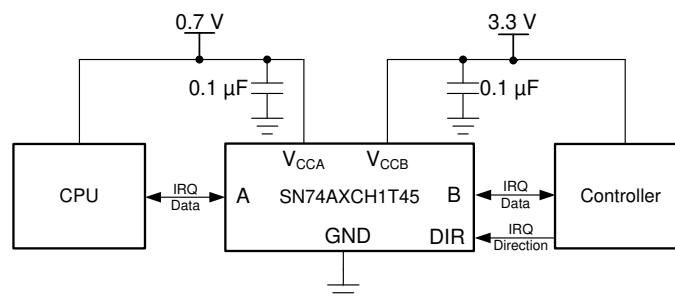 0.7 V
3.3 V
0.1 µF
0.1 µF
VCCA
VCCB
CPU
IRQ
Data
A
SN74AXCH1T45
B
IRQ
Data
Controller
GND
DIR
IRQ
Direction